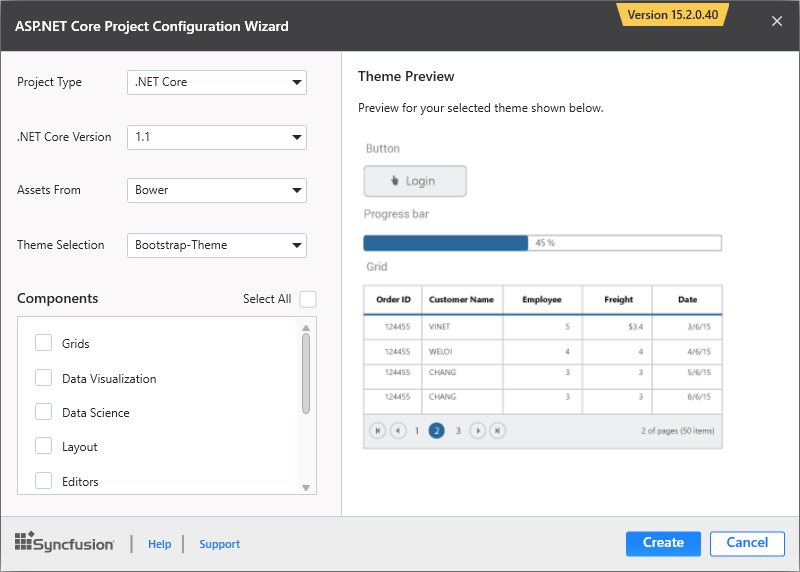 ASP.NET Core Project Configuration Wizard
Version 15.2.0.40
Project Type
.NET Core
.NET Core Version
1.1
Assets From
Bower
Theme Selection
Bootstrap-Theme
Components
Select All
Grids
Data Visualization
Data Science
Layout
Editors
Theme Preview
Preview for your selected theme shown below.
Button
Login
Progress bar
45 %
Grid
Order ID Customer Name Employee Freight Date
124455 VINET 5 $3.4 3/6/15
124455 WELOI 4 4 4/6/15
124455 CHANG 3 3 5/6/15
124455 CHANG 3 3 8/6/15
1 2 3 2 of pages (50 items)
Syncfusion
Help
Support
Create
Cancel